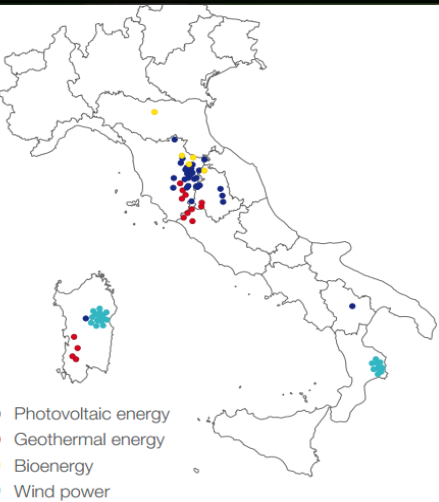 Photovoltaic energy
Geothermal energy
Bioenergy
Wind power